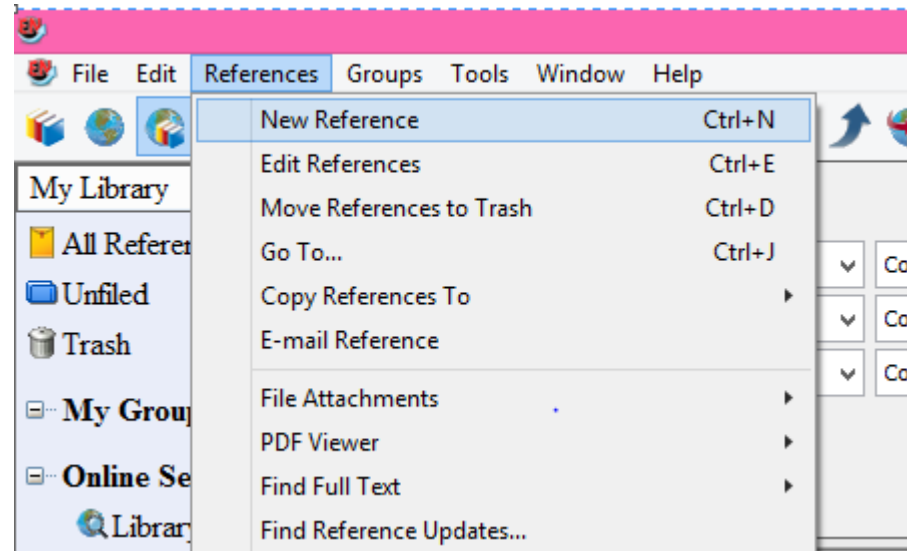 File Edit References Groups Tools Window Help
New Reference Ctrl+N
Edit References Ctrl+E
My Library
Move References to Trash Ctrl+D
All Referen
Go To... Ctrl+J
Co
Unfiled
Copy References To
Co
Trash
E-mail Reference
Co
File Attachments
My Group
PDF Viewer
Online Se
Find Full Text
Library
Find Reference Updates...